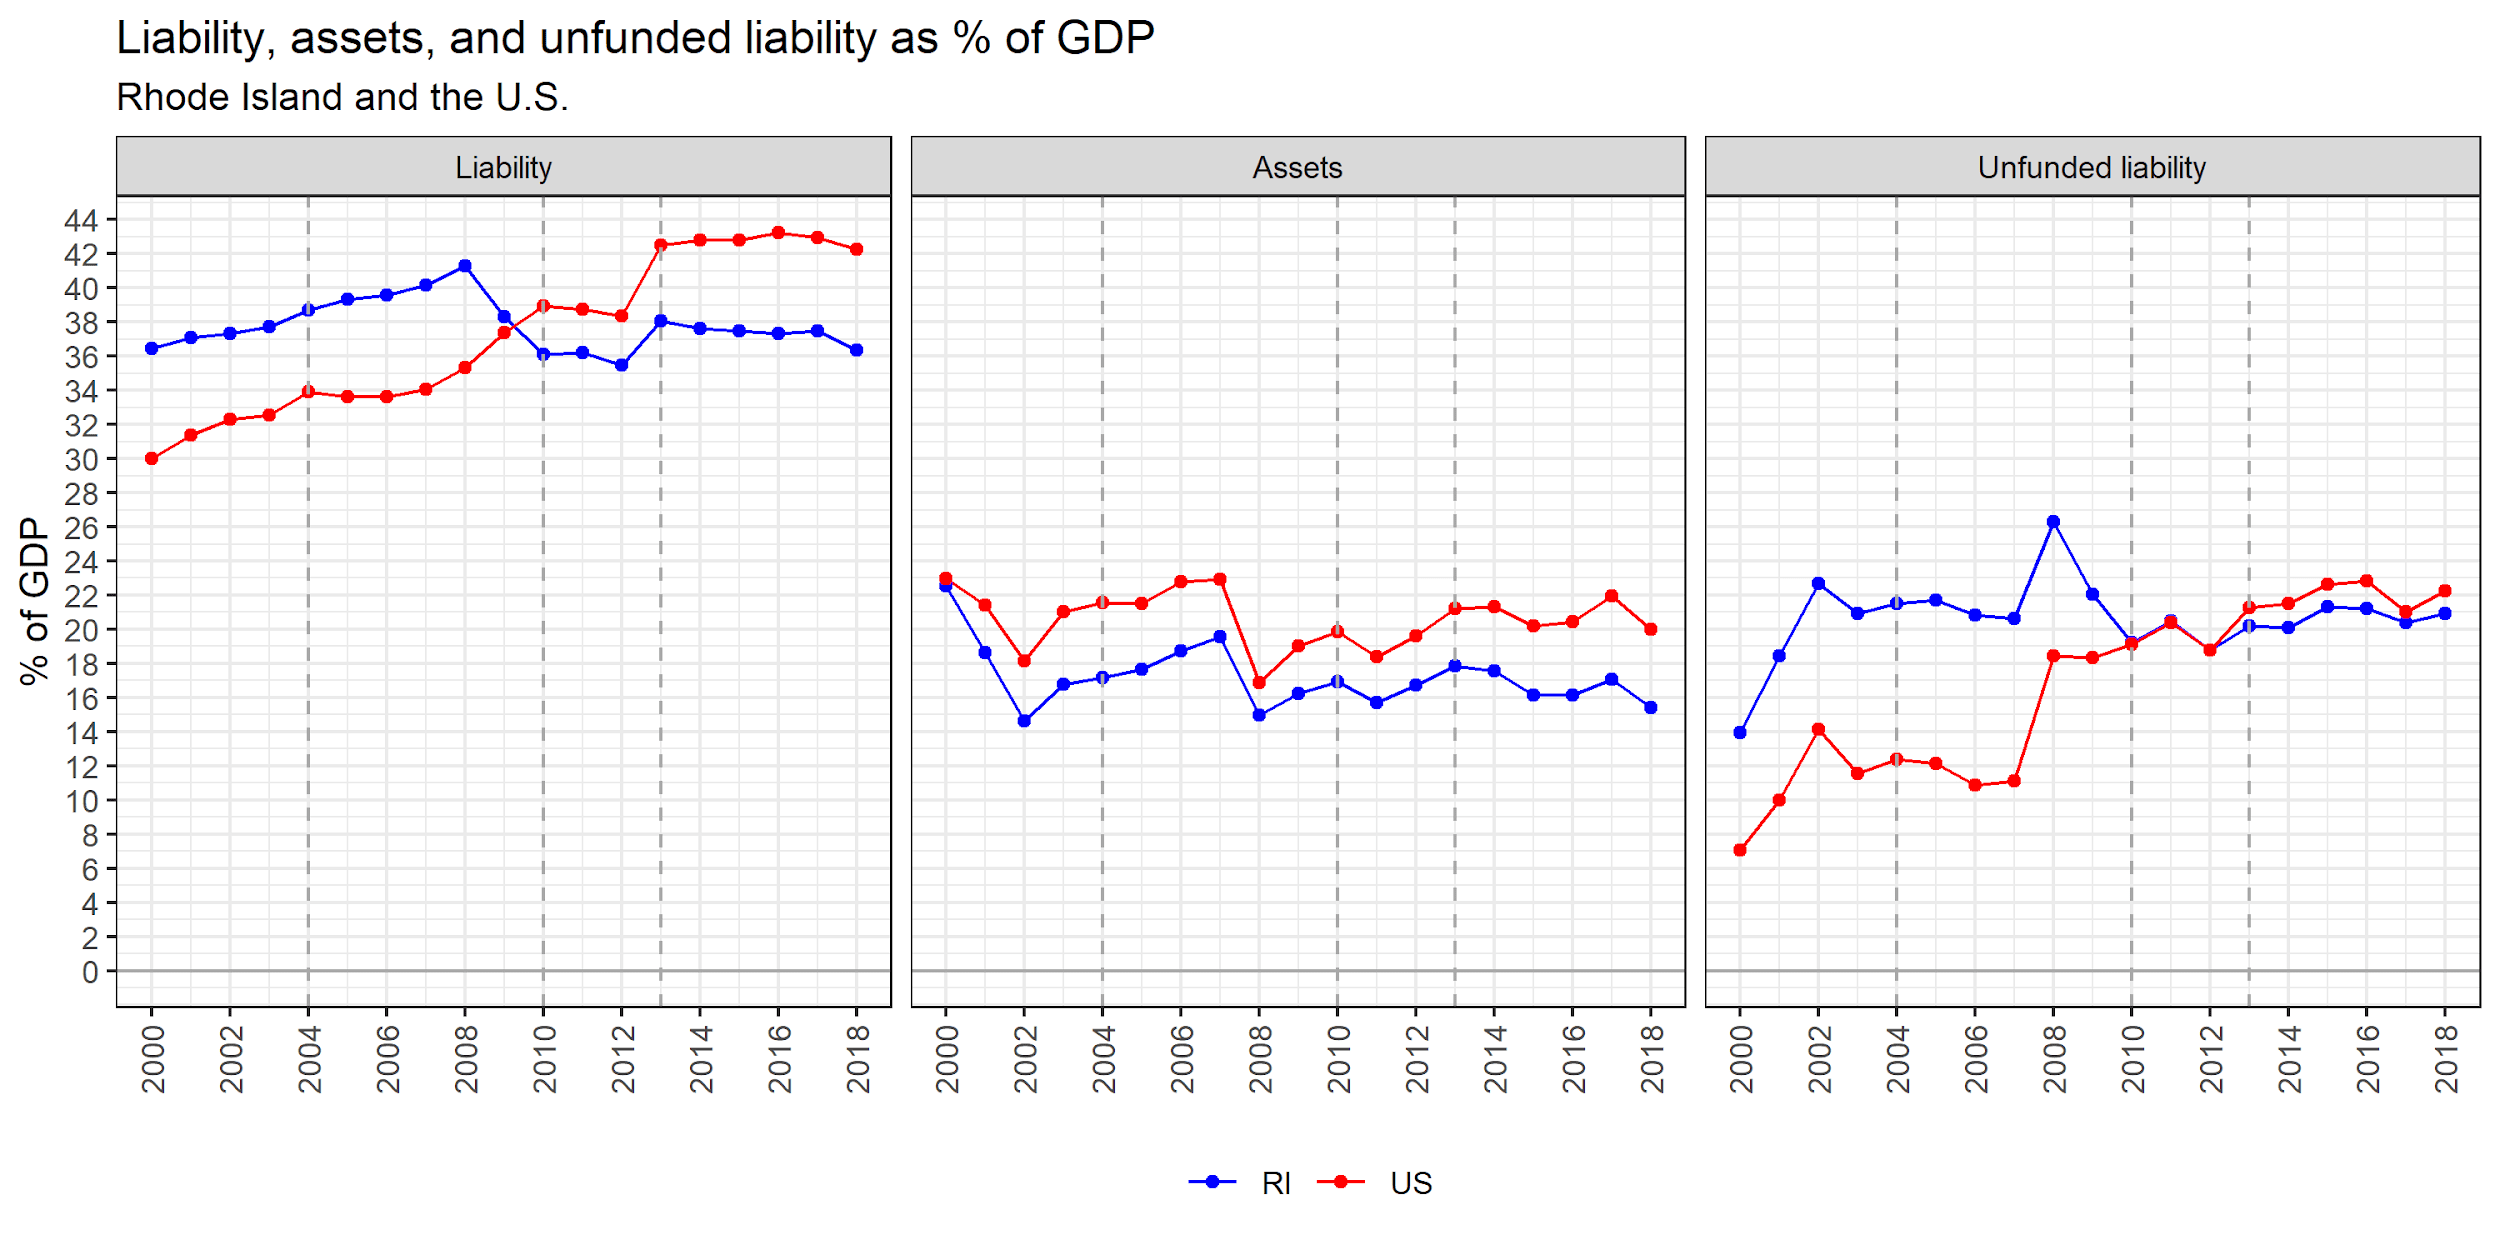 Liability, assets, and unfunded liability as % of GDP
Rhode Island and the U.S.
Liability
Assets
Unfunded liability
% of GDP
44
42
40
38
36
34
32
30
28
26
24
22
20
18
16
14
12
10
8
6
4
2
0
2000 2002 2004 2006 2008 2010 2012 2014 2016 2018
2000 2002 2004 2006 2008 2010 2012 2014 2016 2018
2000 2002 2004 2006 2008 2010 2012 2014 2016 2018
RI US